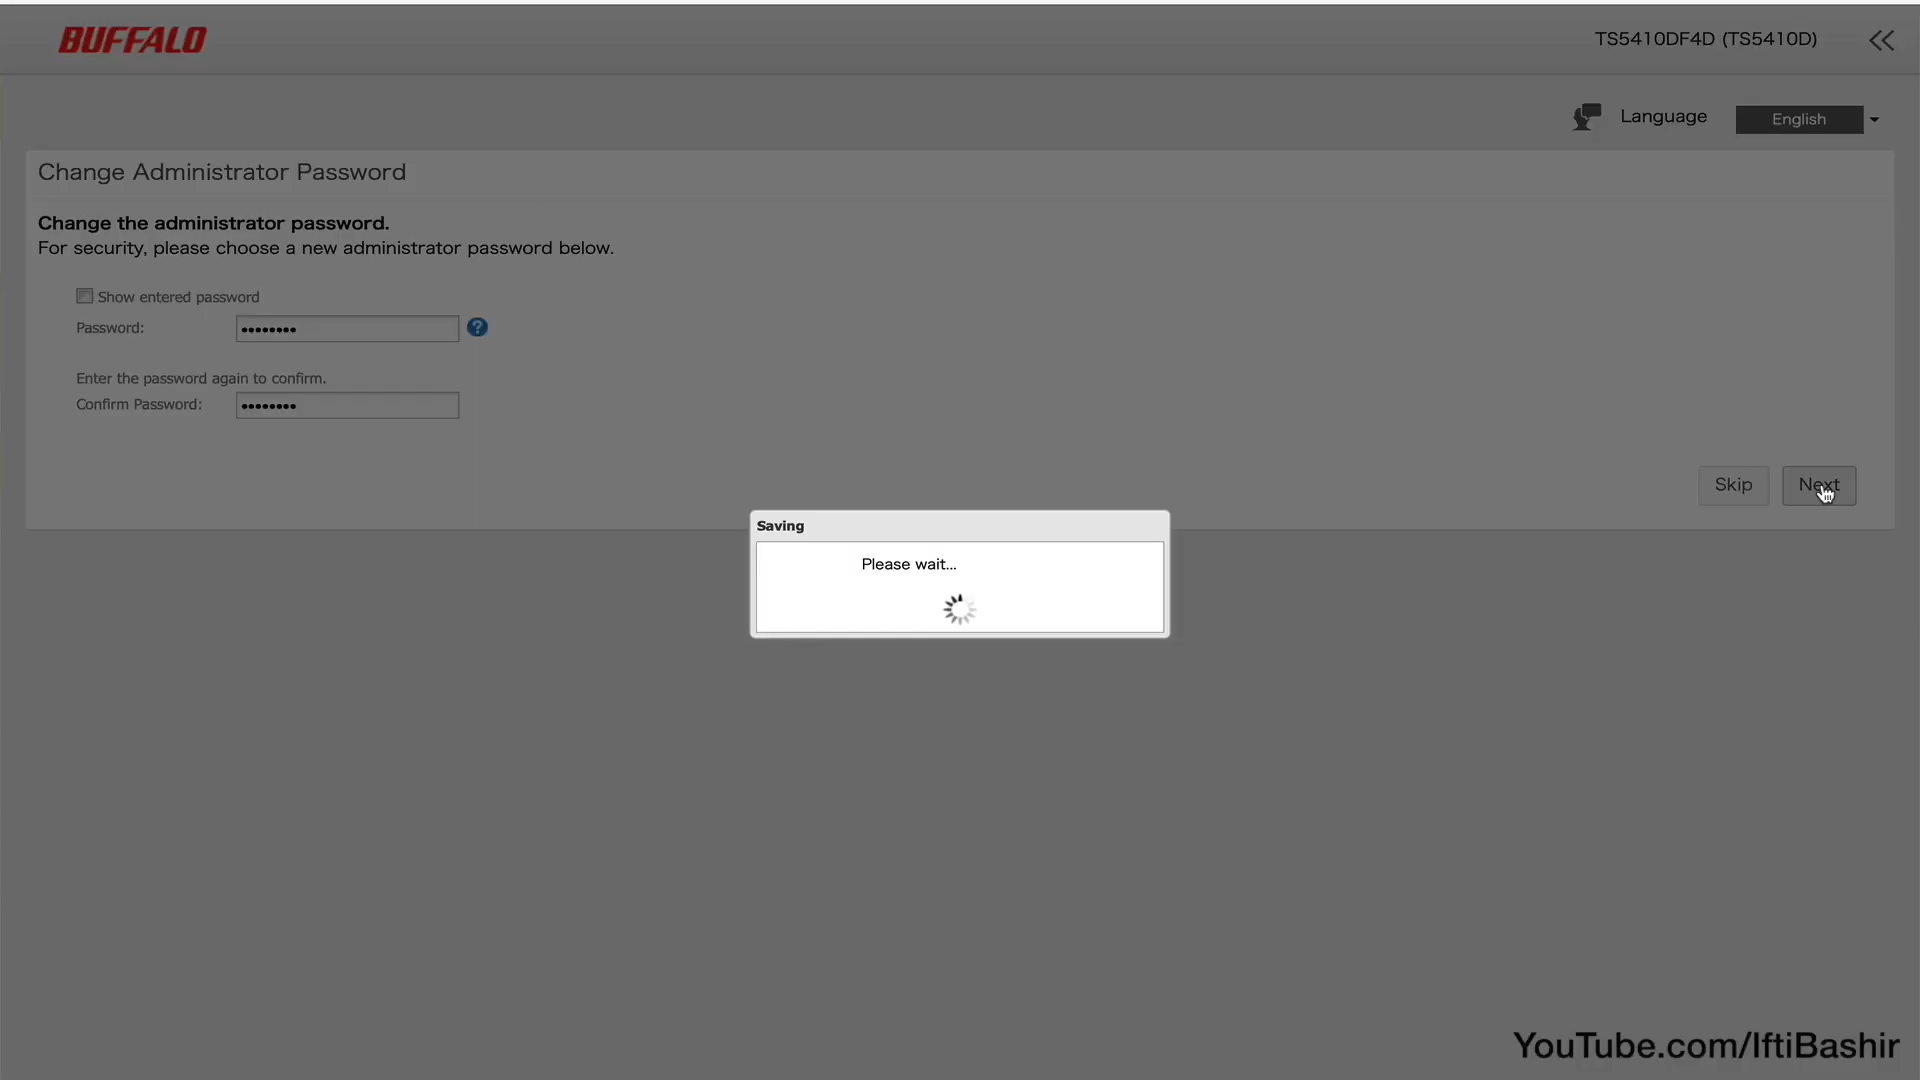 BUFFALO
TS5410DF4D (TS5410D)
Language
English
Change Administrator Password
Change the administrator password.
For security, please choose a new administrator password below.
Show entered password
Password: ••••••••
?
Enter the password again to confirm.
Confirm Password: ••••••••
Skip
Next
Saving
Please wait...
YouTube.com/IftiBashir